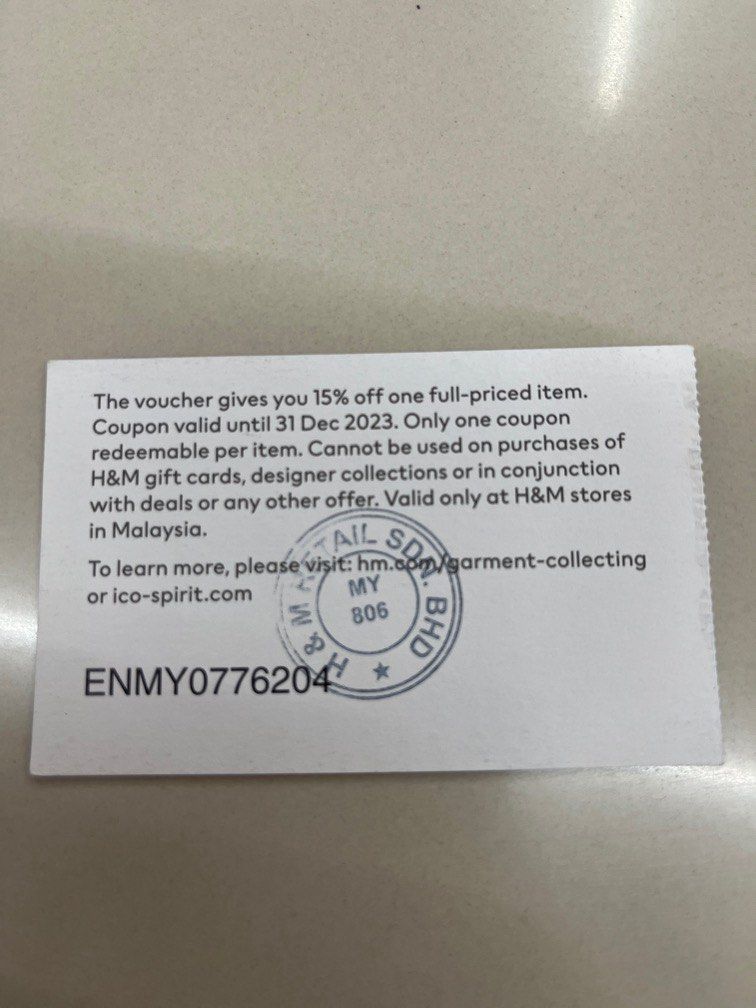 The voucher gives you 15% off one full-priced item.
Coupon valid until 31 Dec 2023. Only one coupon
redeemable per item. Cannot be used on purchases of
H&M gift cards, designer collections or in conjunction
with deals or any other offer. Valid only at H&M stores
in Malaysia.
To learn more, please visit: hm.com/garment-collecting
or ico-spirit.com
H & M RETAIL SDN. BHD
MY
806
ENMY0776204